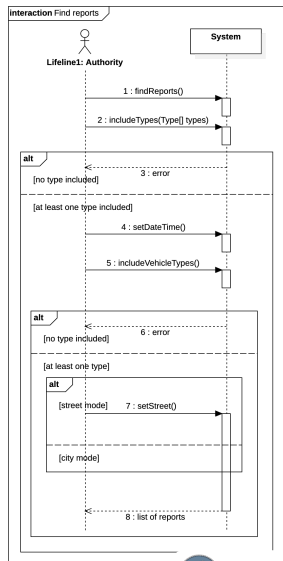 interaction Find reports
System
Lifeline1: Authority
1 : findReports()
2 : includeTypes(Type[] types)
alt
3 : error
[no type included]
[at least one type included]
4 : setDateTime()
5 : includeVehicleTypes()
alt
6 : error
[no type included]
[at least one type]
alt
[street mode] 7 : setStreet()
[city mode]
8 : list of reports